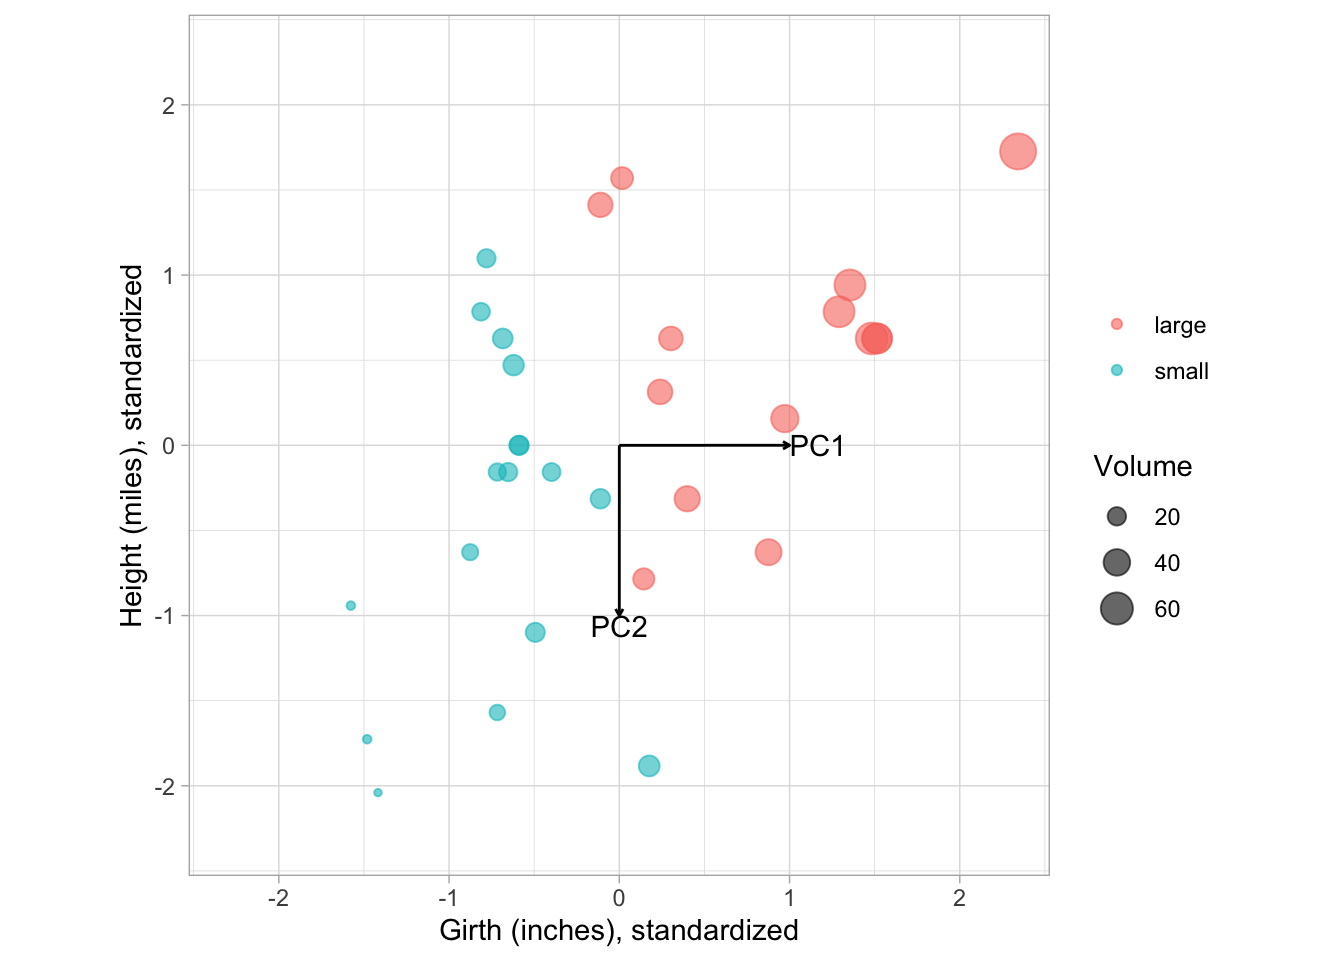 2
1
0
-1
-2
Height (miles), standardized
PC1
PC2
-2
-1
0
1
2
Girth (inches), standardized
large
small
Volume
20
40
60